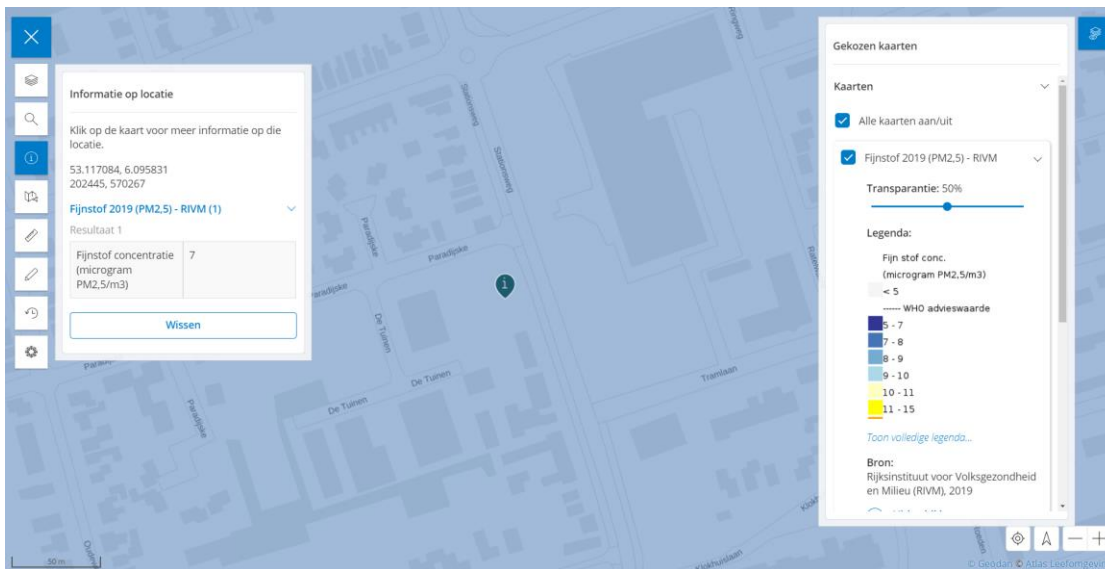 Informatie op locatie
Klik op de kaart voor meer informatie op die
locatie.
53.117084, 6.095831
202445, 570267
Fijnstof 2019 (PM2,5) - RIVM (1)
Resultaat 1
Fijnstof concentratie
(microgram
PM2,5/m3)
7
Wissen
Gekozen kaarten
Kaarten
Alle kaarten aan/uit
Fijnstof 2019 (PM2,5) - RIVM
Transparantie: 50%
Legenda:
Fijn stof conc.
(microgram PM2,5/m3)
< 5
------ WHO advieswaarde
5 - 7
7 - 8
8 - 9
9 - 10
10 - 11
11 - 15
Toon volledige legenda...
Bron:
Rijksinstituut voor Volksgezondheid
en Milieu (RIVM), 2019
Stationsweg
Stationsweg
Paradijske
Paradijske
Paradijske
Paradijske
De Tuinen
De Tuinen
De Tuinen
Tramlaan
Klokhuislaan
50 m
© Geodan © Atlas Leefomgeving